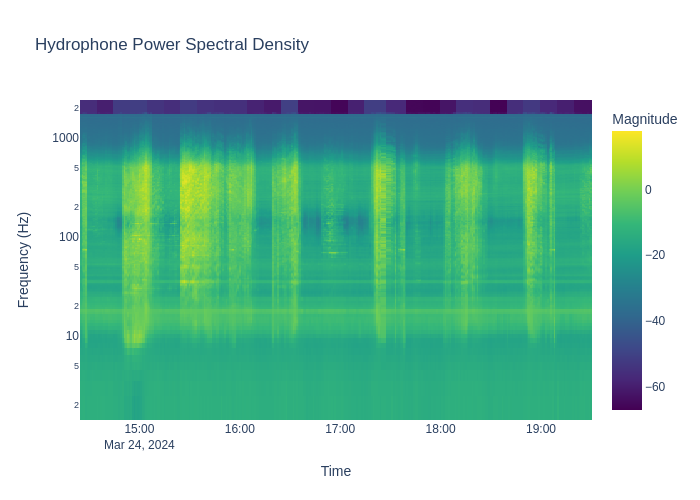 Hydrophone Power Spectral Density
Magnitude
2
1000
5
2
100
5
2
10
5
2
0
−20
−40
−60
Frequency (Hz)
15:00 16:00 17:00 18:00 19:00
Mar 24, 2024
Time